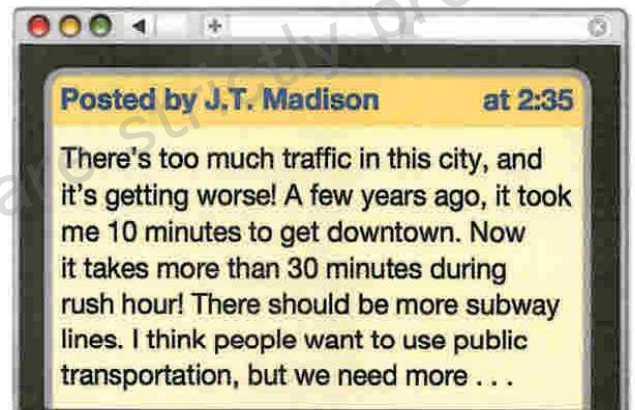 Posted by J.T. Madison at 2:35
There's too much traffic in this city, and
it's getting worse! A few years ago, it took
me 10 minutes to get downtown. Now
it takes more than 30 minutes during
rush hour! There should be more subway
lines. I think people want to use public
transportation, but we need more . . .